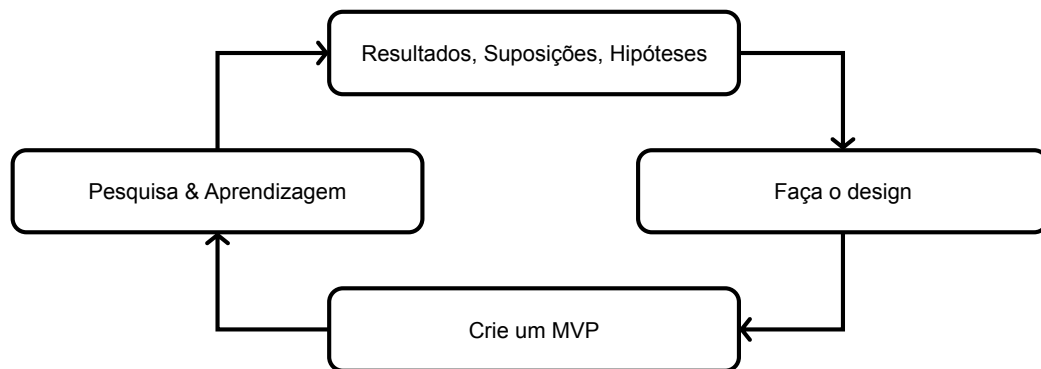 Resultados, Suposições, Hipóteses
Pesquisa & Aprendizagem
Faça o design
Crie um MVP